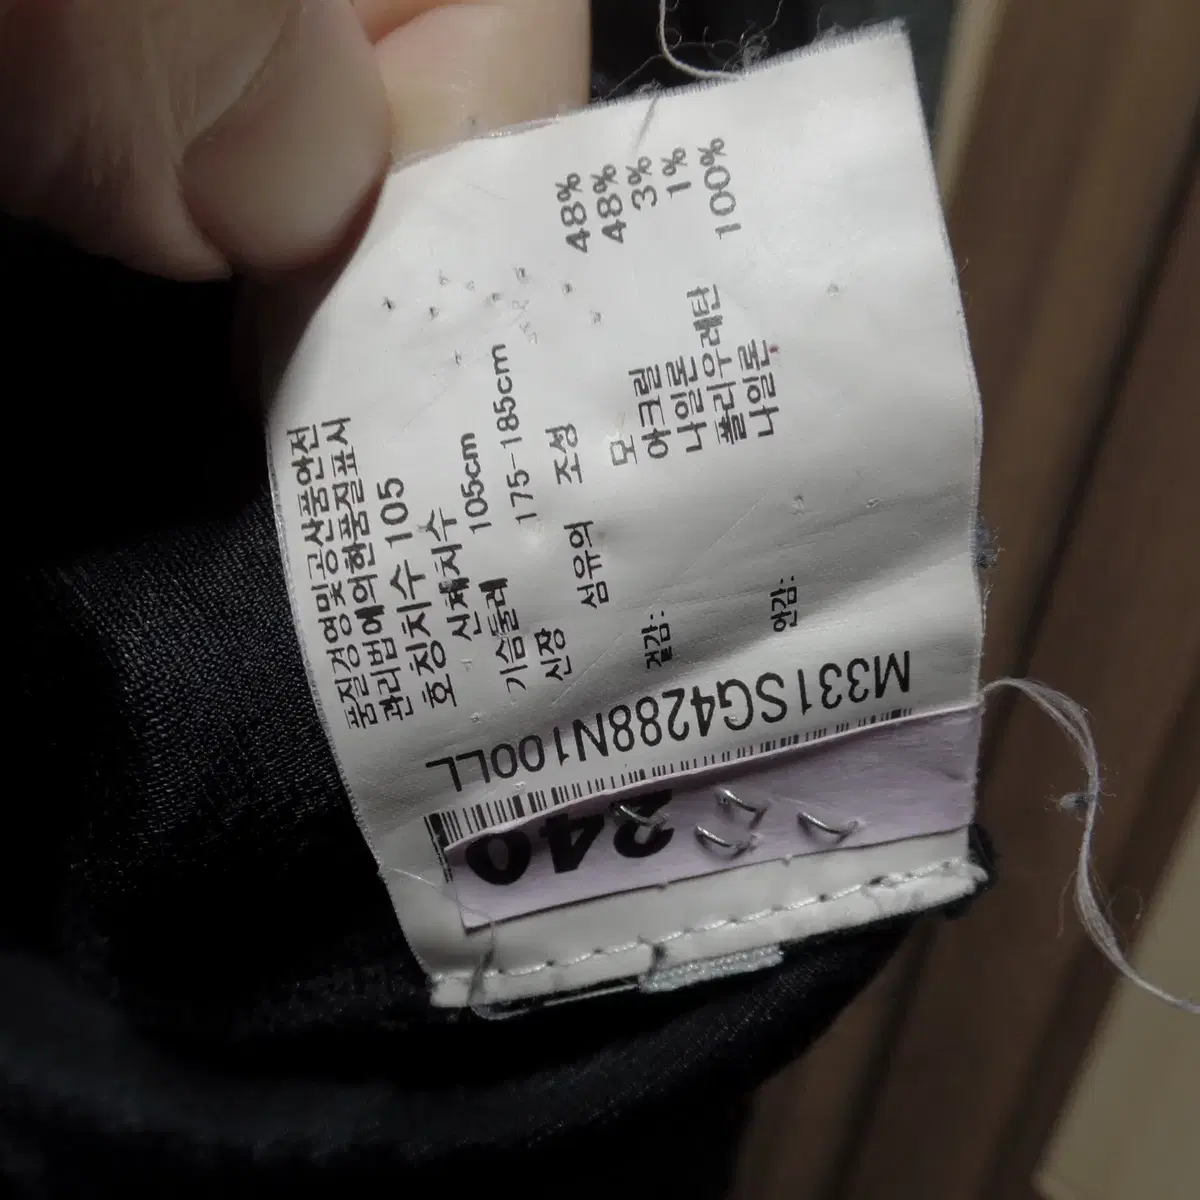 품질경영및공산품안전
관리법에의한품질표시
호칭치수 105
신체치수
가슴둘레 105cm
신장 175-185cm
섬유의 조성
겉감: 모 48%
아크릴 48%
나일론 3%
폴리우레탄 1%
안감: 나일론 100%
M331SG4288N100LL
240